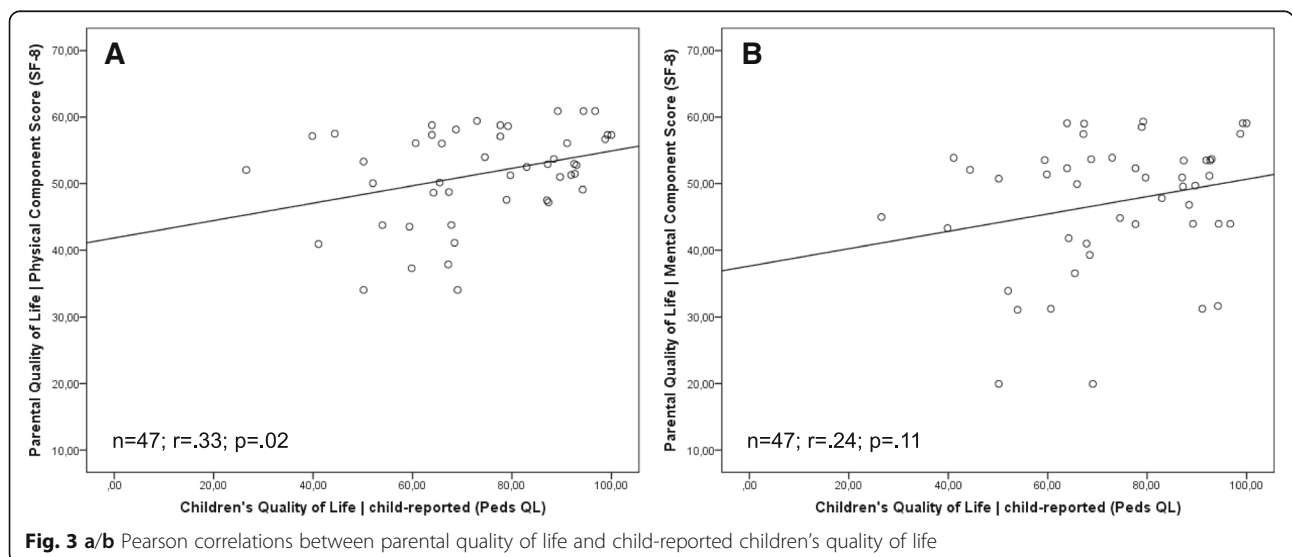 A
Parental Quality of Life | Physical Component Score (SF-8)
70,00
60,00
50,00
40,00
30,00
20,00
10,00
,00
20,00
40,00
60,00
80,00
100,00
Children's Quality of Life | child-reported (Peds QL)
n=47; r=.33; p=.02
B
Parental Quality of Life | Mental Component Score (SF-8)
70,00
60,00
50,00
40,00
30,00
20,00
10,00
,00
20,00
40,00
60,00
80,00
100,00
Children's Quality of Life | child-reported (Peds QL)
n=47; r=.24; p=.11
Fig. 3 a/b Pearson correlations between parental quality of life and child-reported children's quality of life